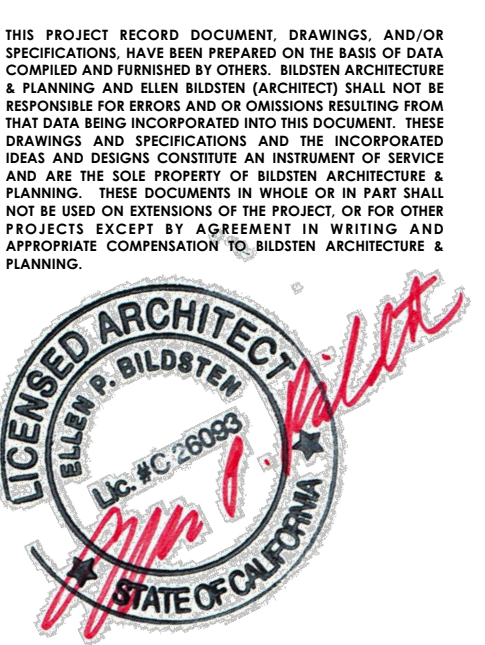 THIS PROJECT RECORD DOCUMENT, DRAWINGS, AND/OR
SPECIFICATIONS, HAVE BEEN PREPARED ON THE BASIS OF DATA
COMPILED AND FURNISHED BY OTHERS. BILDSTEN ARCHITECTURE
& PLANNING AND ELLEN BILDSTEN (ARCHITECT) SHALL NOT BE
RESPONSIBLE FOR ERRORS AND OR OMISSIONS RESULTING FROM
THAT DATA BEING INCORPORATED INTO THIS DOCUMENT. THESE
DRAWINGS AND SPECIFICATIONS AND THE INCORPORATED
IDEAS AND DESIGNS CONSTITUTE AN INSTRUMENT OF SERVICE
AND ARE THE SOLE PROPERTY OF BILDSTEN ARCHITECTURE &
PLANNING. THESE DOCUMENTS IN WHOLE OR IN PART SHALL
NOT BE USED ON EXTENSIONS OF THE PROJECT, OR FOR OTHER
PROJECTS EXCEPT BY AGREEMENT IN WRITING AND
APPROPRIATE COMPENSATION TO BILDSTEN ARCHITECTURE &
PLANNING.
LICENSED ARCHITECT
ELLEN P. BILDSTEN
Lic. #C 26093
Ellen P. Bildsten
STATE OF CALIFORNIA